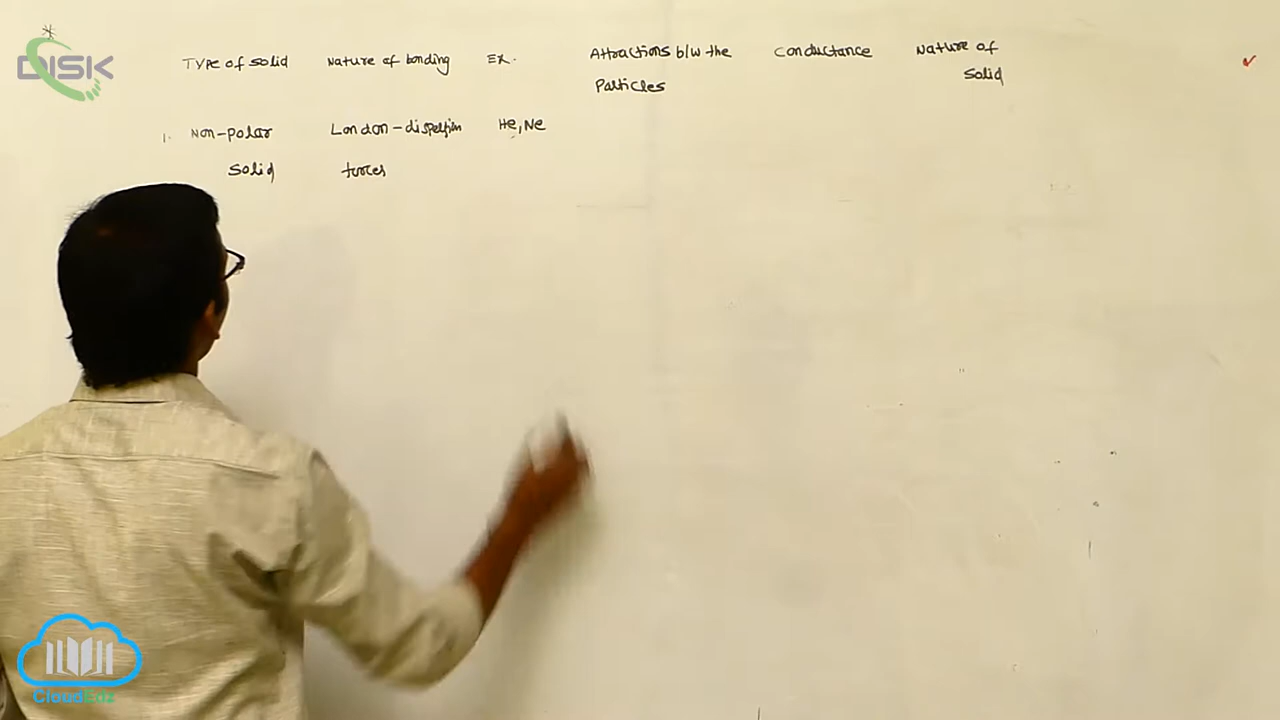 DISK
Type of solid Nature of bonding Ex. Attractions b/w the Conductance Nature of
Particles Solid
1. Non-polar London-dispersion He, Ne
Solid forces
CloudEdz